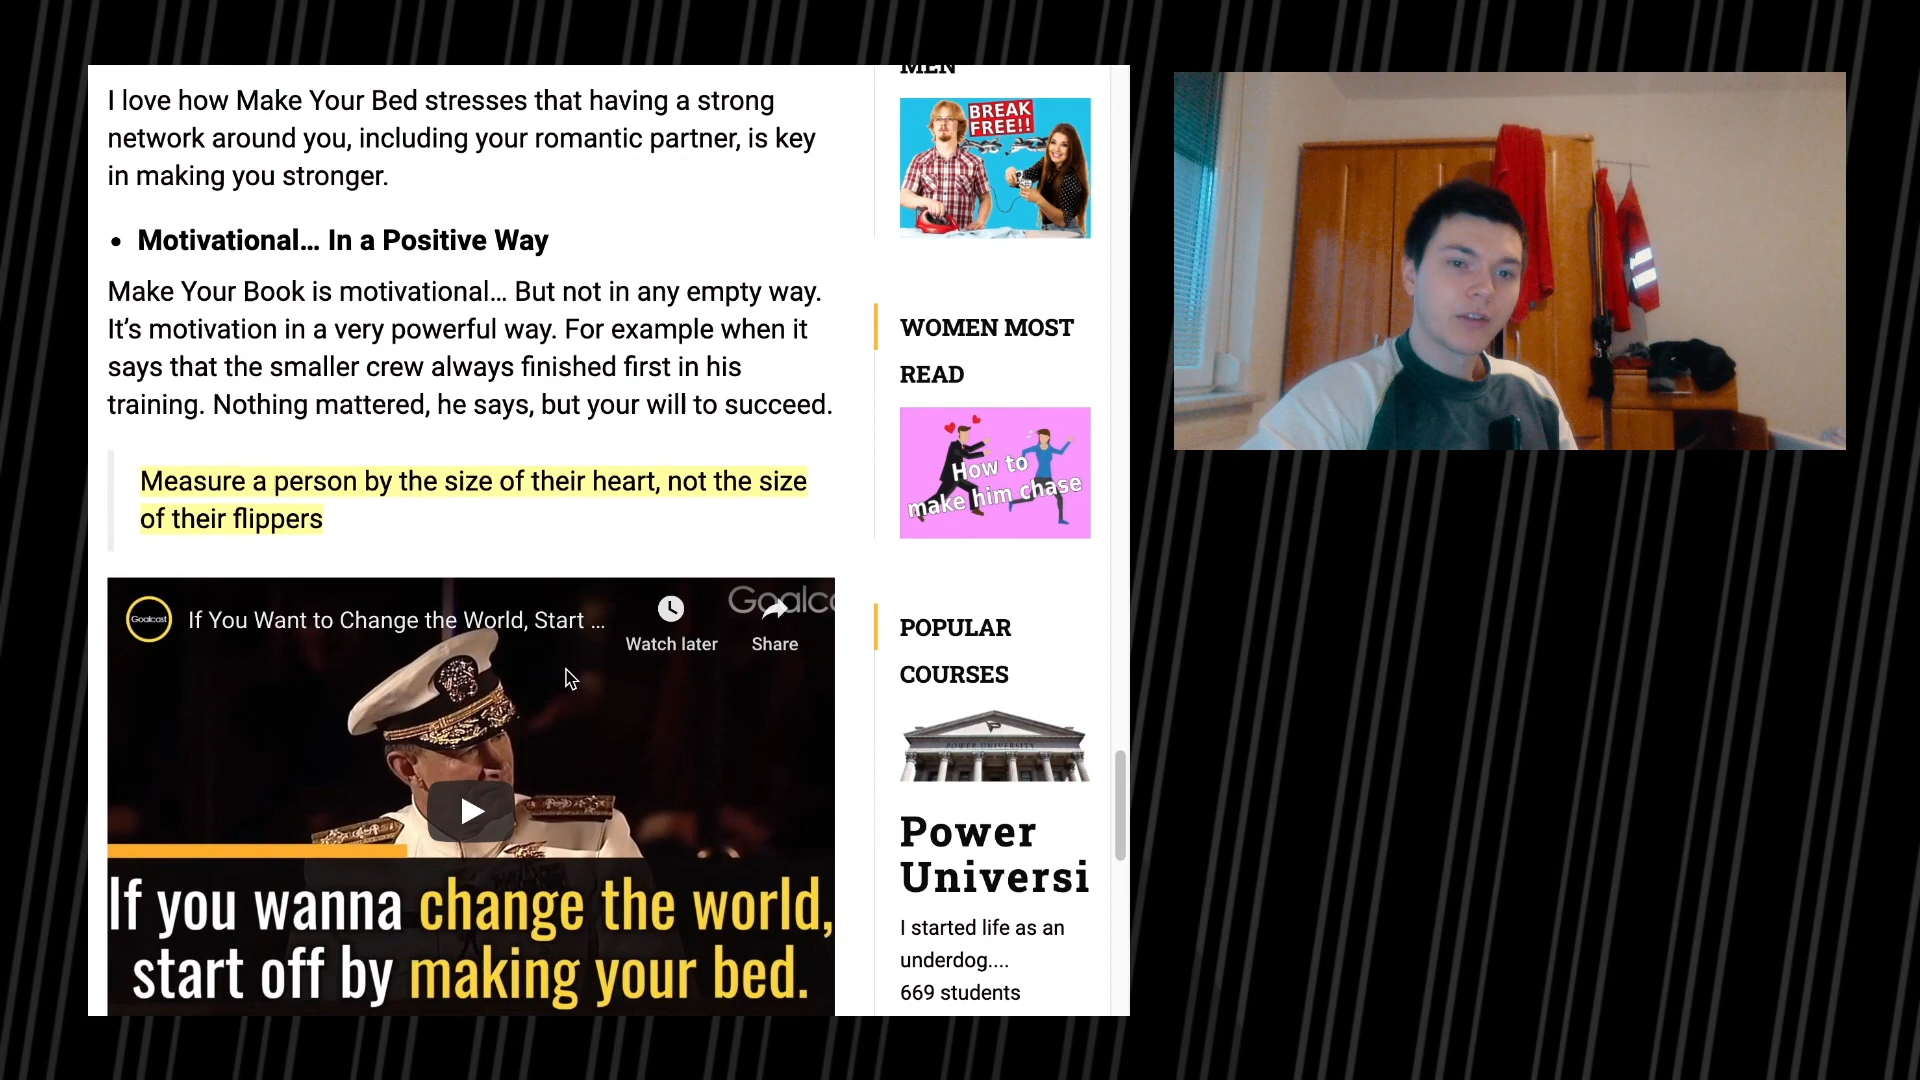 I love how Make Your Bed stresses that having a strong
network around you, including your romantic partner, is key
in making you stronger.
• Motivational… In a Positive Way
Make Your Book is motivational… But not in any empty way.
It’s motivation in a very powerful way. For example when it
says that the smaller crew always finished first in his
training. Nothing mattered, he says, but your will to succeed.
Measure a person by the size of their heart, not the size
of their flippers
Goalcast
If You Want to Change the World, Start ...
Watch later
Share
Goalc
If you wanna change the world,
start off by making your bed.
MEN
BREAK
FREE!!
WOMEN MOST
READ
How to
make him chase
POPULAR
COURSES
POWER UNIVERSITY
Power
Universi
I started life as an
underdog....
669 students